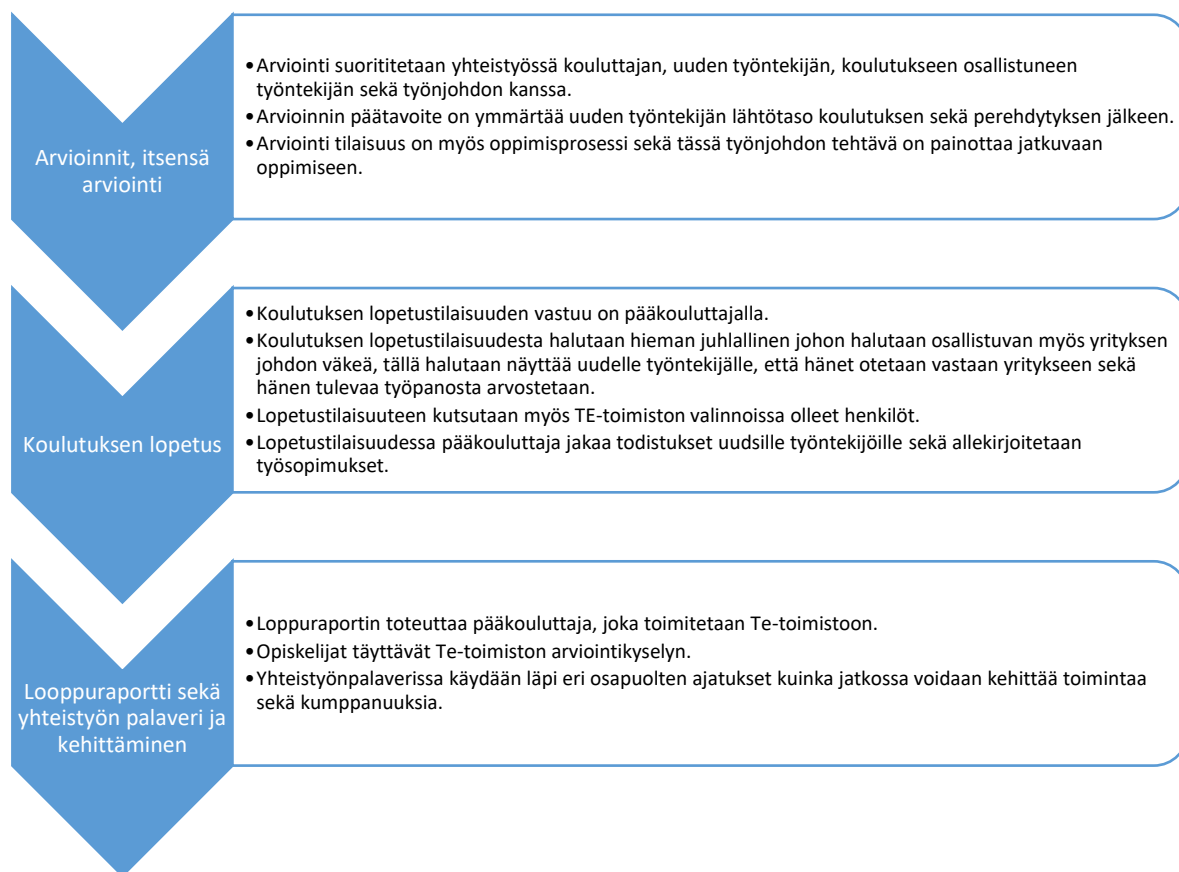 Arvioinnit, itsensä
arviointi
•Arviointi suorititetaan yhteistyössä kouluttajan, uuden työntekijän, koulutukseen osallistuneen
työntekijän sekä työnjohdon kanssa.
•Arvioinnin päätavoite on ymmärtää uuden työntekijän lähtötaso koulutuksen sekä perehdytyksen jälkeen.
•Arviointi tilaisuus on myös oppimisprosessi sekä tässä työnjohdon tehtävä on painottaa jatkuvaan
oppimiseen.
Koulutuksen lopetus
•Koulutuksen lopetustilaisuuden vastuu on pääkouluttajalla.
•Koulutuksen lopetustilaisuudesta halutaan hieman juhlallinen johon halutaan osallistuvan myös yrityksen
johdon väkeä, tällä halutaan näyttää uudelle työntekijälle, että hänet otetaan vastaan yritykseen sekä
hänen tulevaa työpanosta arvostetaan.
•Lopetustilaisuuteen kutsutaan myös TE-toimiston valinnoissa olleet henkilöt.
•Lopetustilaisuudessa pääkouluttaja jakaa todistukset uudsille työntekijöille sekä allekirjoitetaan
työsopimukset.
Looppuraportti sekä
yhteistyön palaveri ja
kehittäminen
•Loppuraportin toteuttaa pääkouluttaja, joka toimitetaan Te-toimistoon.
•Opiskelijat täyttävät Te-toimiston arviointikyselyn.
•Yhteistyönpalaverissa käydään läpi eri osapuolten ajatukset kuinka jatkossa voidaan kehittää toimintaa
sekä kumppanuuksia.